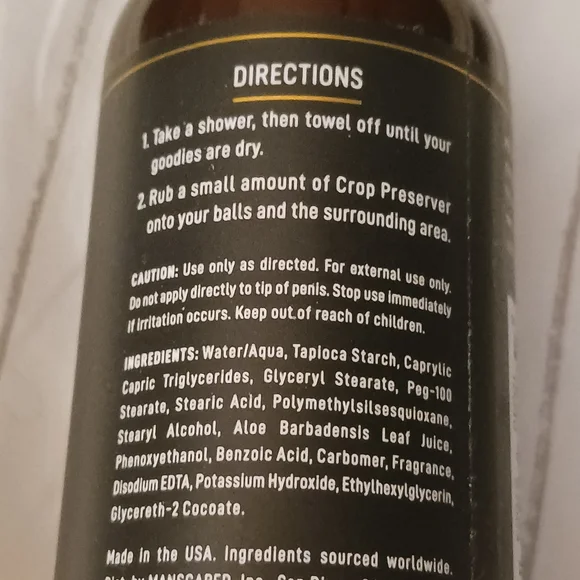 DIRECTIONS
1. Take a shower, then towel off until your
goodies are dry.
2. Rub a small amount of Crop Preserver
onto your balls and the surrounding area.
CAUTION: Use only as directed. For external use only.
Do not apply directly to tip of penis. Stop use immediately
if irritation occurs. Keep out of reach of children.
INGREDIENTS: Water/Aqua, Tapioca Starch, Caprylic
Capric Triglycerides, Glyceryl Stearate, Peg-100
Stearate, Stearic Acid, Polymethylsilsesquioxane,
Stearyl Alcohol, Aloe Barbadensis Leaf Juice,
Phenoxyethanol, Benzoic Acid, Carbomer, Fragrance,
Disodium EDTA, Potassium Hydroxide, Ethylhexylglycerin,
Glycereth-2 Cocoate.
Made in the USA. Ingredients sourced worldwide.
by MANSCAPED, Inc. San